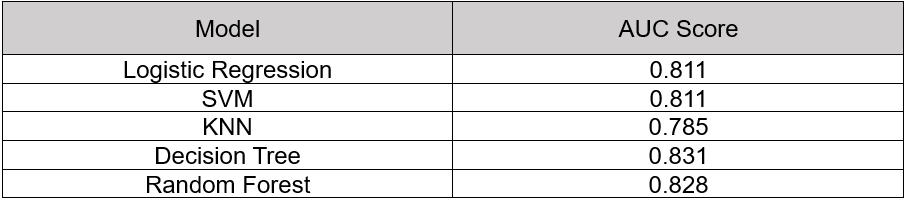 Model AUC Score
Logistic Regression 0.811
SVM 0.811
KNN 0.785
Decision Tree 0.831
Random Forest 0.828